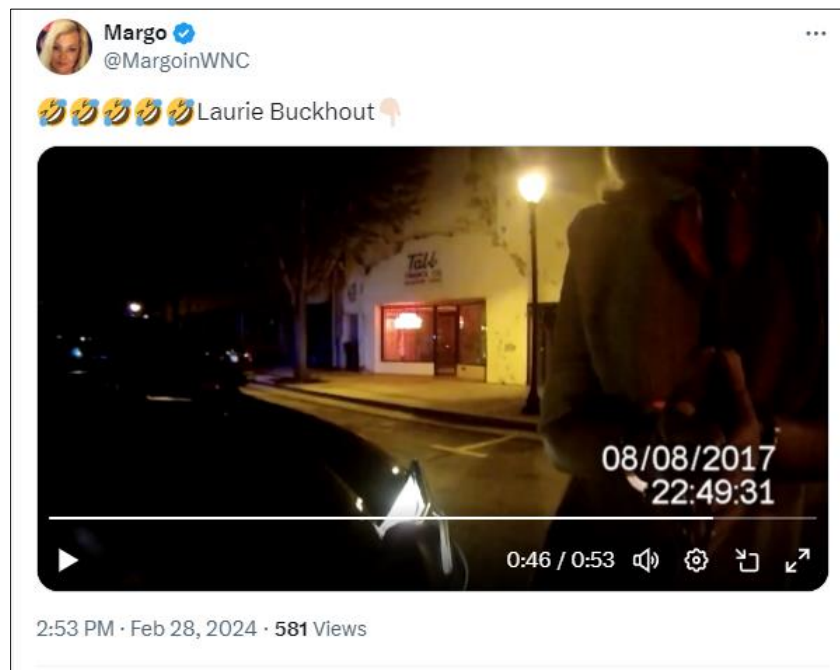 Margo
@MargoinWNC
🤣🤣🤣🤣🤣Laurie Buckhout👇🏻
08/08/2017
22:49:31
0:46 / 0:53
2:53 PM · Feb 28, 2024 · 581 Views